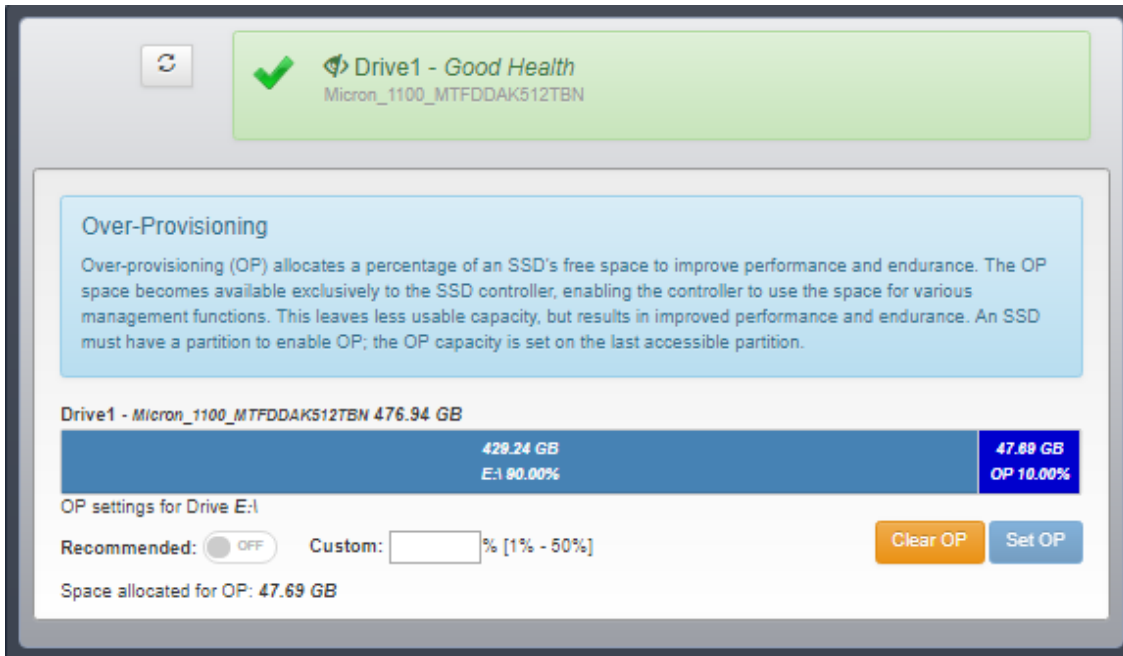 Drive1 - Good Health
Micron_1100_MTFDDAK512TBN
Over-Provisioning
Over-provisioning (OP) allocates a percentage of an SSD's free space to improve performance and endurance. The OP
space becomes available exclusively to the SSD controller, enabling the controller to use the space for various
management functions. This leaves less usable capacity, but results in improved performance and endurance. An SSD
must have a partition to enable OP; the OP capacity is set on the last accessible partition.
Drive1 - Micron_1100_MTFDDAK512TBN 476.94 GB
429.24 GB 47.69 GB
E:\ 90.00% OP 10.00%
OP settings for Drive E:\
Recommended: OFF Custom: % [1% - 50%] Clear OP Set OP
Space allocated for OP: 47.69 GB